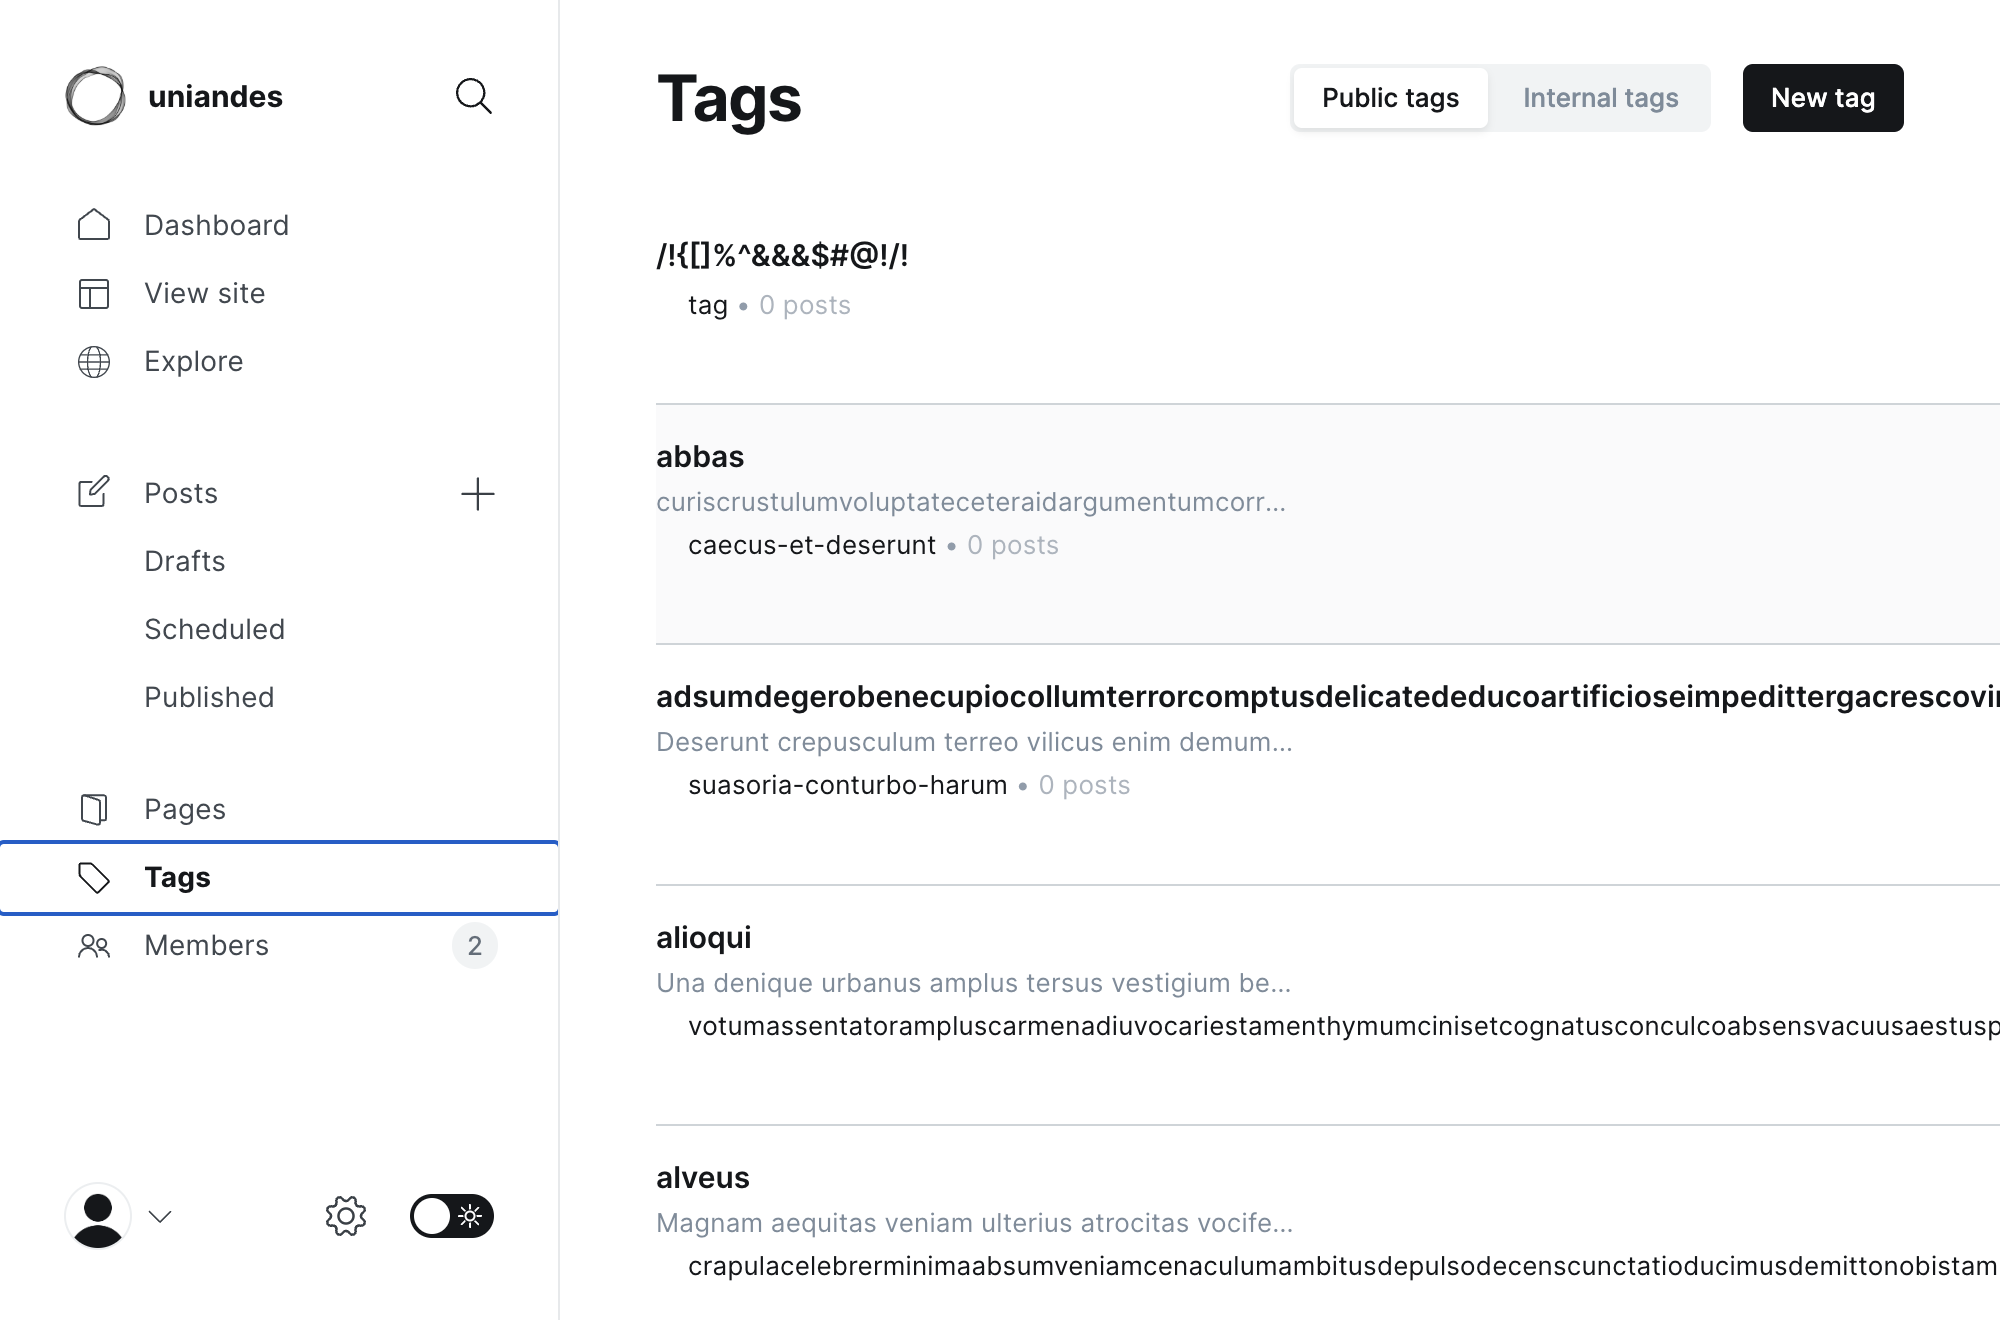 uniandes
Dashboard
View site
Explore
Posts
Drafts
Scheduled
Published
Pages
Tags
Members 2
Tags
Public tags Internal tags New tag
/!{[]%^&&&$#@!/!
tag • 0 posts
abbas
curiscrustulumvoluptateceteraidargumentumcorr...
caecus-et-deserunt • 0 posts
adsumdegerobenecupiocollumterrorcomptusdelicatededucoartificioseimpedittergacrescovi
Deserunt crepusculum terreo vilicus enim demum...
suasoria-conturbo-harum • 0 posts
alioqui
Una denique urbanus amplus tersus vestigium be...
votumassentatorampluscarmenadiuvocariestamenthymumcinisetcognatusconculcoabsensvacuusaestusp
alveus
Magnam aequitas veniam ulterius atrocitas vocife...
crapulacelebrerminimaabsumveniamcenaculumambitusdepulsodecenscunctatioducimusdemittonobistam